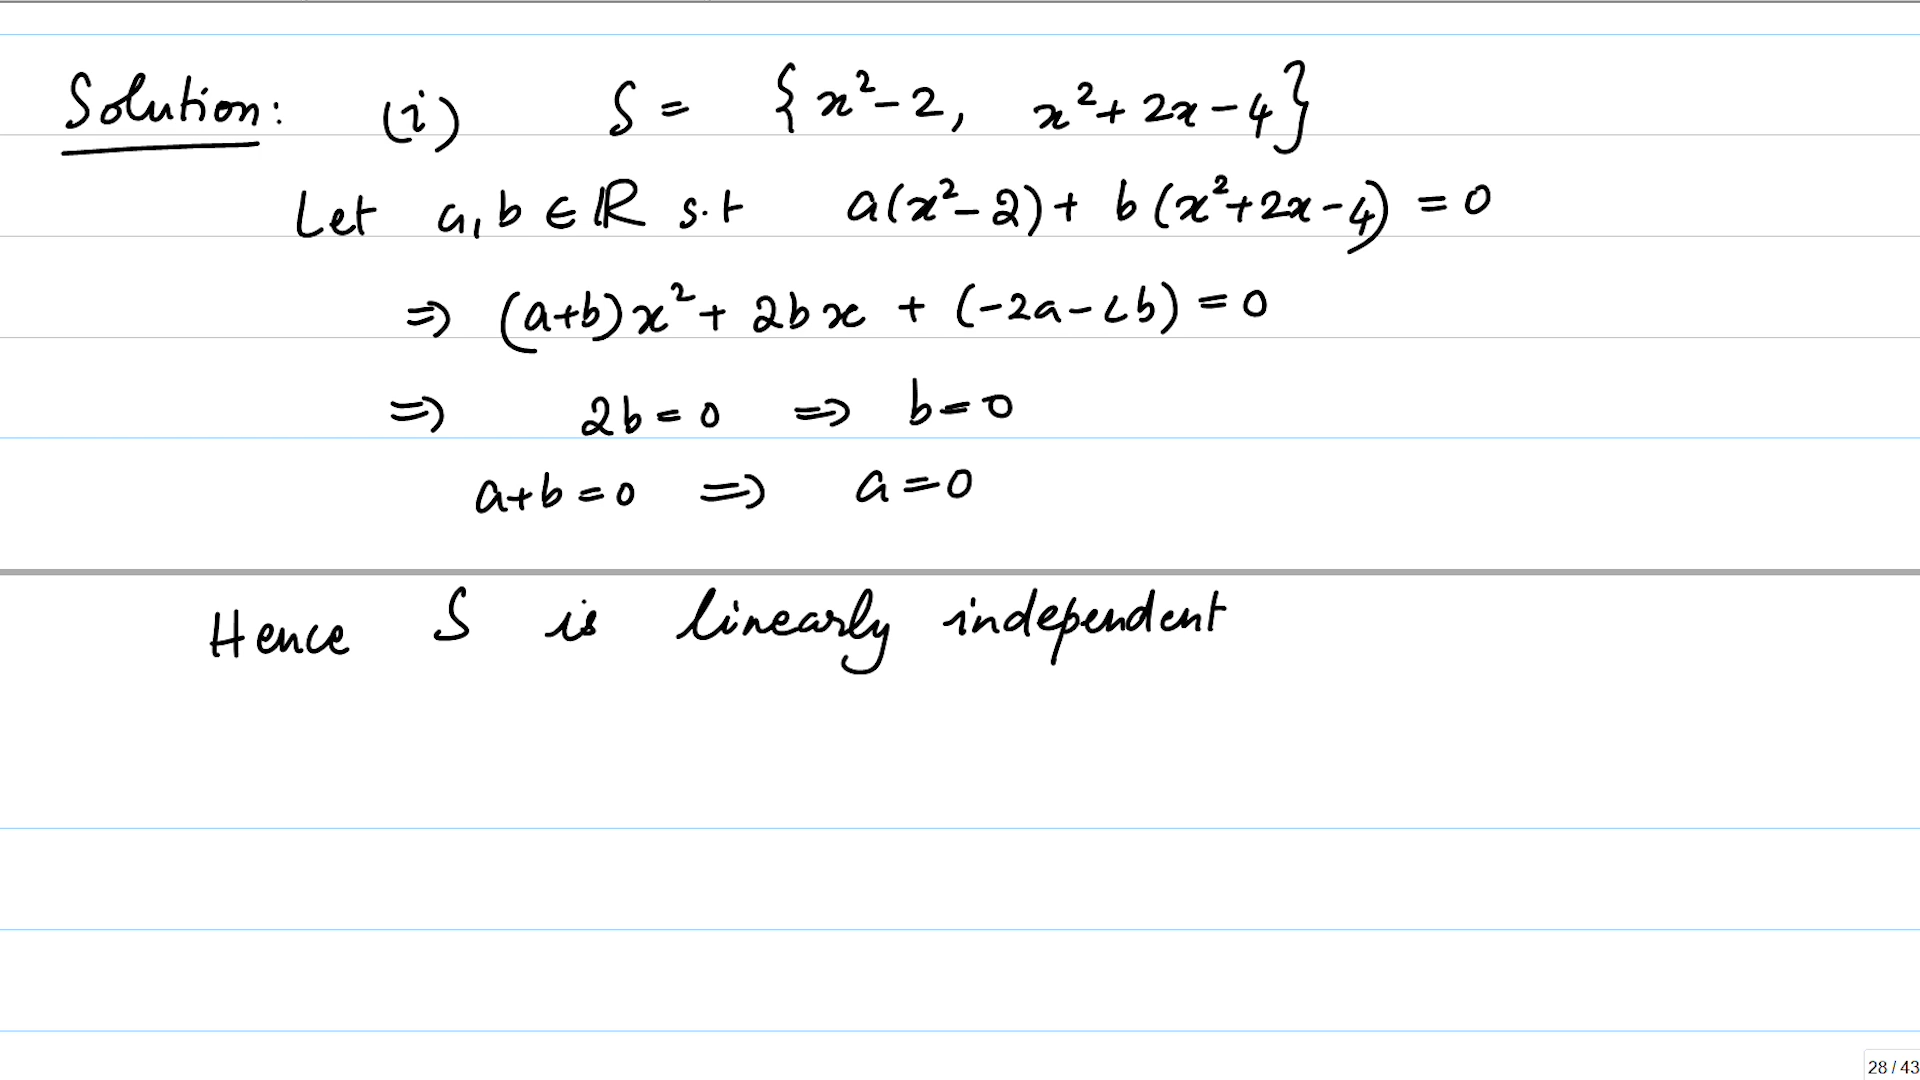 Solution: (i) S = {x²-2, x²+2x-4}
Let a,b ∈ ℝ s.t a(x²-2)+ b(x²+2x-4) = 0
⇒ (a+b)x²+ 2bx + (-2a-4b) = 0
⇒ 2b = 0 ⇒ b=0
a+b = 0 ⇒ a=0
Hence S is linearly independent
28 / 43